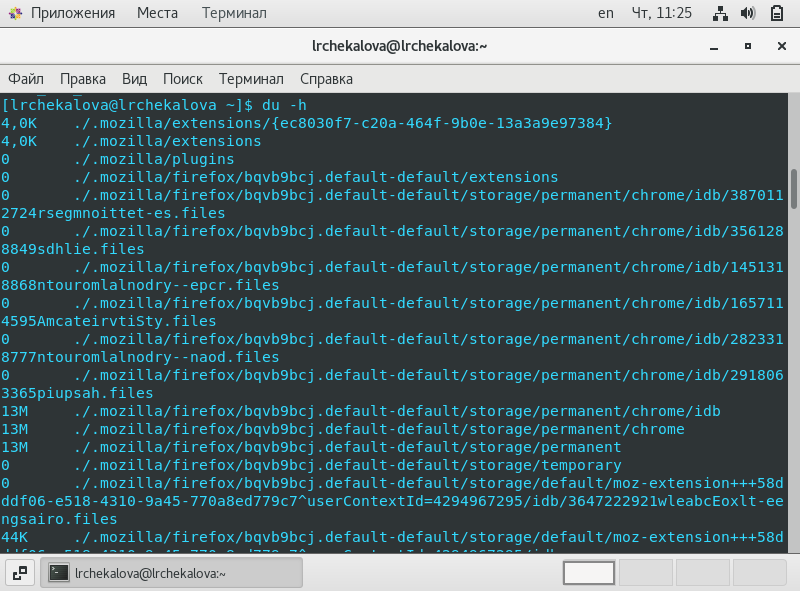 Приложения Места Терминал en Чт, 11:25
lrchekalova@lrchekalova:~
Файл Правка Вид Поиск Терминал Справка
[lrchekalova@lrchekalova ~]$ du -h
4,0K ./.mozilla/extensions/{ec8030f7-c20a-464f-9b0e-13a3a9e97384}
4,0K ./.mozilla/extensions
0 ./.mozilla/plugins
0 ./.mozilla/firefox/bqvb9bcj.default-default/extensions
0 ./.mozilla/firefox/bqvb9bcj.default-default/storage/permanent/chrome/idb/387011
2724rsegmnoittet-es.files
0 ./.mozilla/firefox/bqvb9bcj.default-default/storage/permanent/chrome/idb/356128
8849sdhlie.files
0 ./.mozilla/firefox/bqvb9bcj.default-default/storage/permanent/chrome/idb/145131
8868ntouromlalnodry--epcr.files
0 ./.mozilla/firefox/bqvb9bcj.default-default/storage/permanent/chrome/idb/165711
4595AmcateirvtiSty.files
0 ./.mozilla/firefox/bqvb9bcj.default-default/storage/permanent/chrome/idb/282331
8777ntouromlalnodry--naod.files
0 ./.mozilla/firefox/bqvb9bcj.default-default/storage/permanent/chrome/idb/291806
3365piupsah.files
13M ./.mozilla/firefox/bqvb9bcj.default-default/storage/permanent/chrome/idb
13M ./.mozilla/firefox/bqvb9bcj.default-default/storage/permanent/chrome
13M ./.mozilla/firefox/bqvb9bcj.default-default/storage/permanent
0 ./.mozilla/firefox/bqvb9bcj.default-default/storage/temporary
0 ./.mozilla/firefox/bqvb9bcj.default-default/storage/default/moz-extension+++58d
ddf06-e518-4310-9a45-770a8ed779c7^userContextId=4294967295/idb/3647222921wleabcEoxlt-ee
ngsairo.files
44K ./.mozilla/firefox/bqvb9bcj.default-default/storage/default/moz-extension+++58d
ddf06-e518-4310-9a45-770a8ed779c7^userContextId=4294967295/idb
lrchekalova@lrchekalova:~